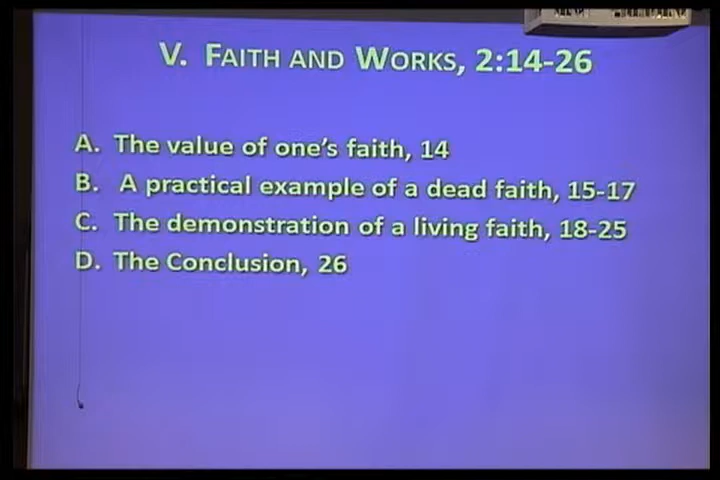 V. FAITH AND WORKS, 2:14-26
A. The value of one's faith, 14
B. A practical example of a dead faith, 15-17
C. The demonstration of a living faith, 18-25
D. The Conclusion, 26